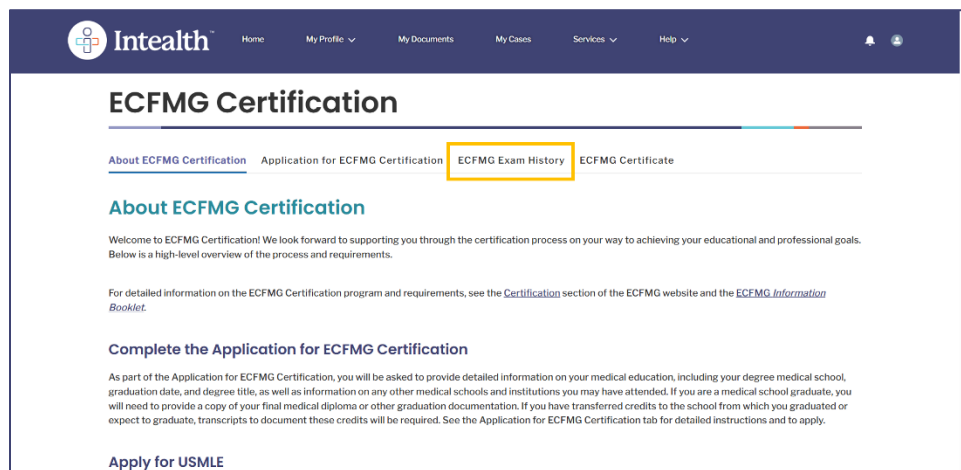 Intealth™ Home My Profile My Documents My Cases Services Help
ECFMG Certification
About ECFMG Certification Application for ECFMG Certification ECFMG Exam History ECFMG Certificate
About ECFMG Certification
Welcome to ECFMG Certification! We look forward to supporting you through the certification process on your way to achieving your educational and professional goals.
Below is a high-level overview of the process and requirements.
For detailed information on the ECFMG Certification program and requirements, see the Certification section of the ECFMG website and the ECFMG Information
Booklet.
Complete the Application for ECFMG Certification
As part of the Application for ECFMG Certification, you will be asked to provide detailed information on your medical education, including your degree medical school,
graduation date, and degree title, as well as information on any other medical schools and institutions you may have attended. If you are a medical school graduate, you
will need to provide a copy of your final medical diploma or other graduation documentation. If you have transferred credits to the school from which you graduated or
expect to graduate, transcripts to document these credits will be required. See the Application for ECFMG Certification tab for detailed instructions and to apply.
Apply for USMLE